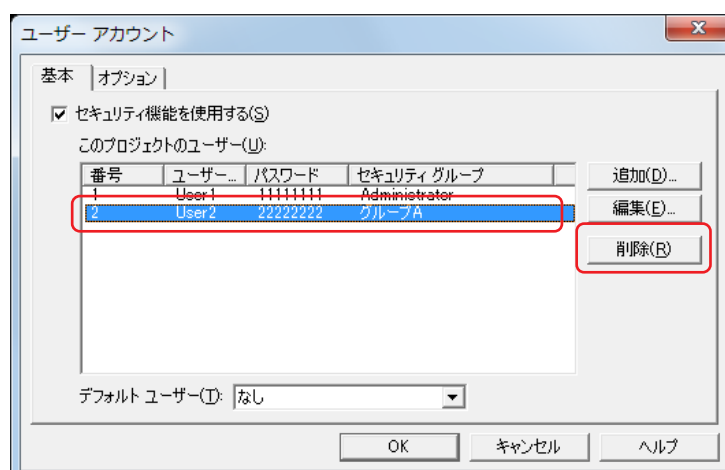 ユーザー アカウント
基本 オプション
セキュリティ機能を使用する(S)
このプロジェクトのユーザー(U):
番号 ユーザー... パスワード セキュリティ グループ
1 User1 11111111 Administrator
2 User2 22222222 グループA
追加(D)...
編集(E)...
削除(R)
デフォルト ユーザー(T): なし
OK キャンセル ヘルプ